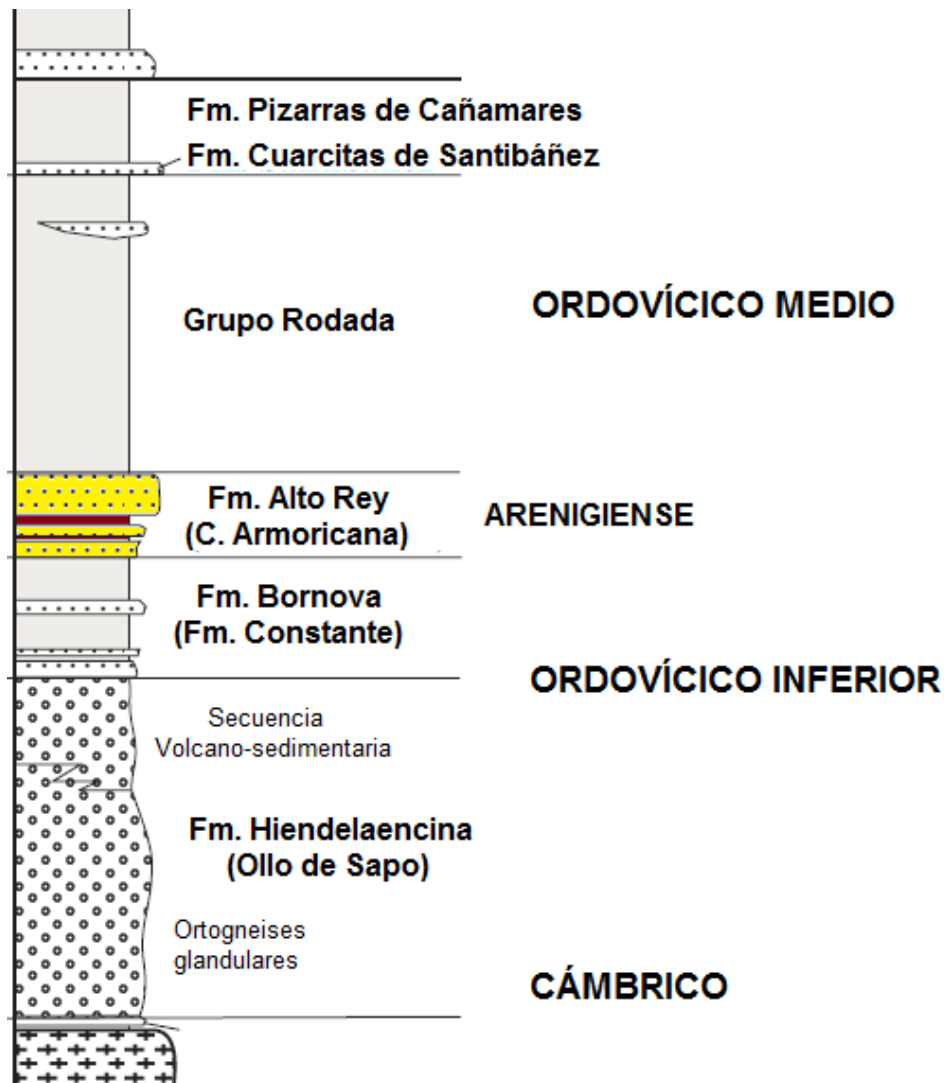 Fm. Pizarras de Cañamares
Fm. Cuarcitas de Santibáñez
ORDOVÍCICO MEDIO
Grupo Rodada
Fm. Alto Rey
(C. Armoricana)
ARENIGIENSE
Fm. Bornova
(Fm. Constante)
ORDOVÍCICO INFERIOR
Secuencia
Volcano-sedimentaria
Fm. Hiendelaencina
(Ollo de Sapo)
Ortogneises
glandulares
CÁMBRICO